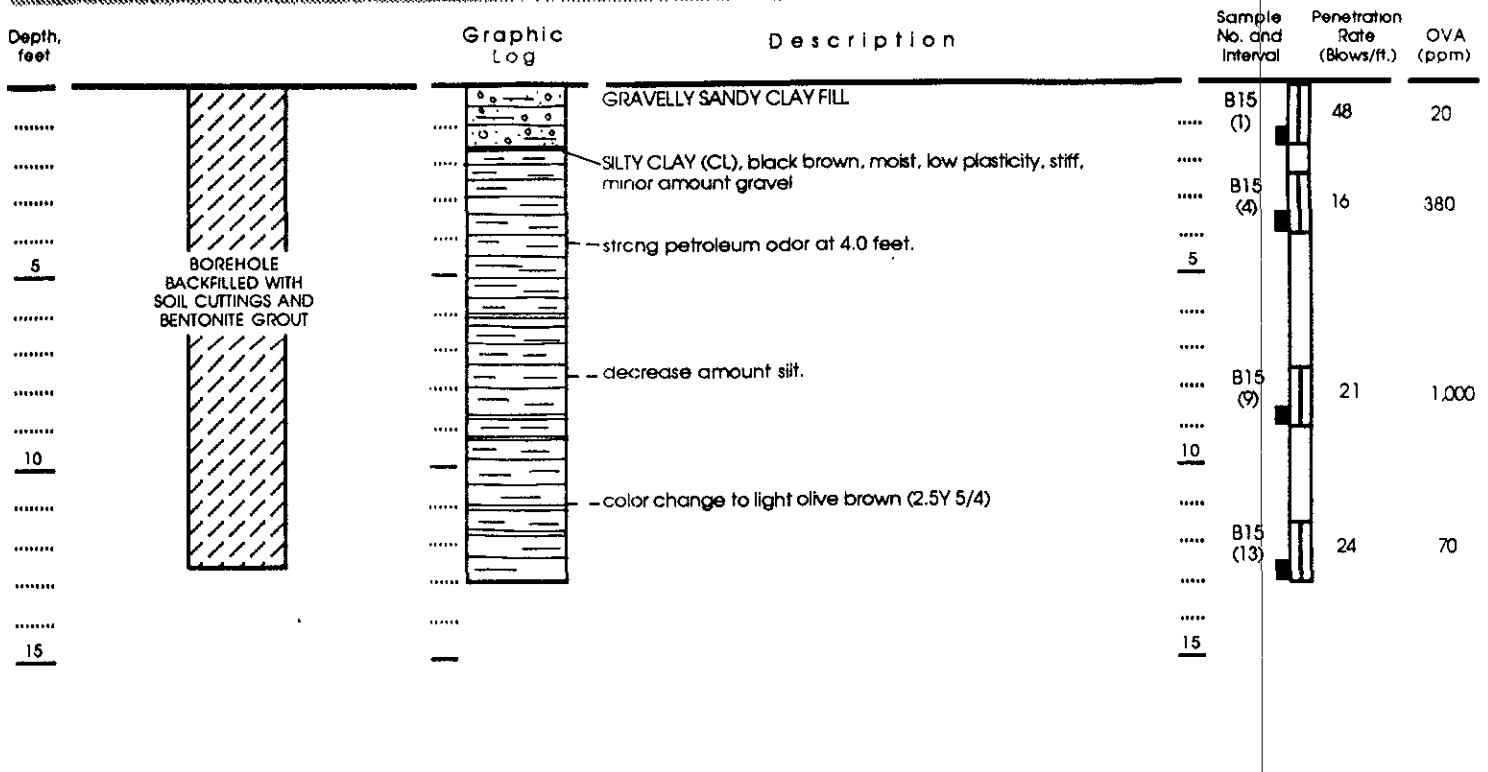 Depth, feet
Graphic Log
Description
Sample No. and Interval
Penetration Rate (Blows/ft.)
OVA (ppm)
GRAVELLY SANDY CLAY FILL
B15 (1)
48
20
SILTY CLAY (CL), black brown, moist, low plasticity, stiff,
minor amount gravel
B15 (4)
16
380
strong petroleum odor at 4.0 feet.
5
5
BOREHOLE
BACKFILLED WITH
SOIL CUTTINGS AND
BENTONITE GROUT
decrease amount silt.
B15 (9)
21
1,000
10
10
color change to light olive brown (2.5Y 5/4)
B15 (13)
24
70
15
15